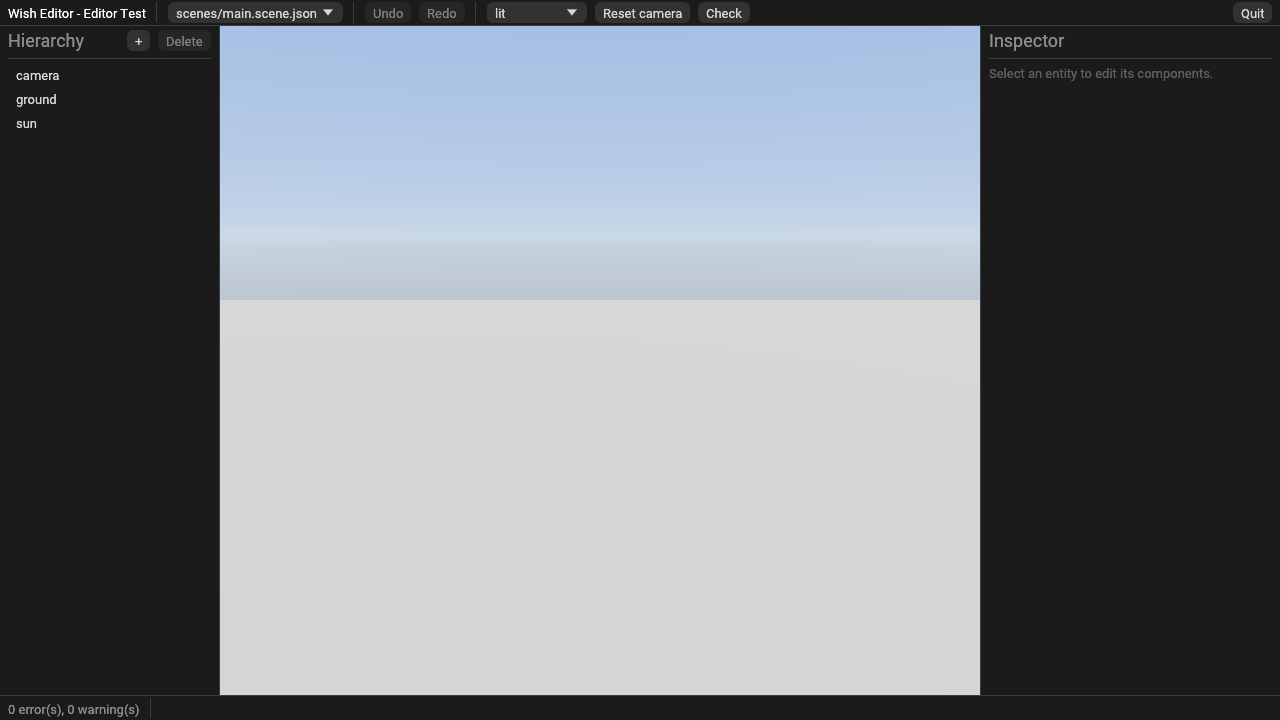 Wish Editor - Editor Test
scenes/main.scene.json
Undo
Redo
lit
Reset camera
Check
Quit
Hierarchy
+
Delete
camera
ground
sun
Inspector
Select an entity to edit its components.
0 error(s), 0 warning(s)